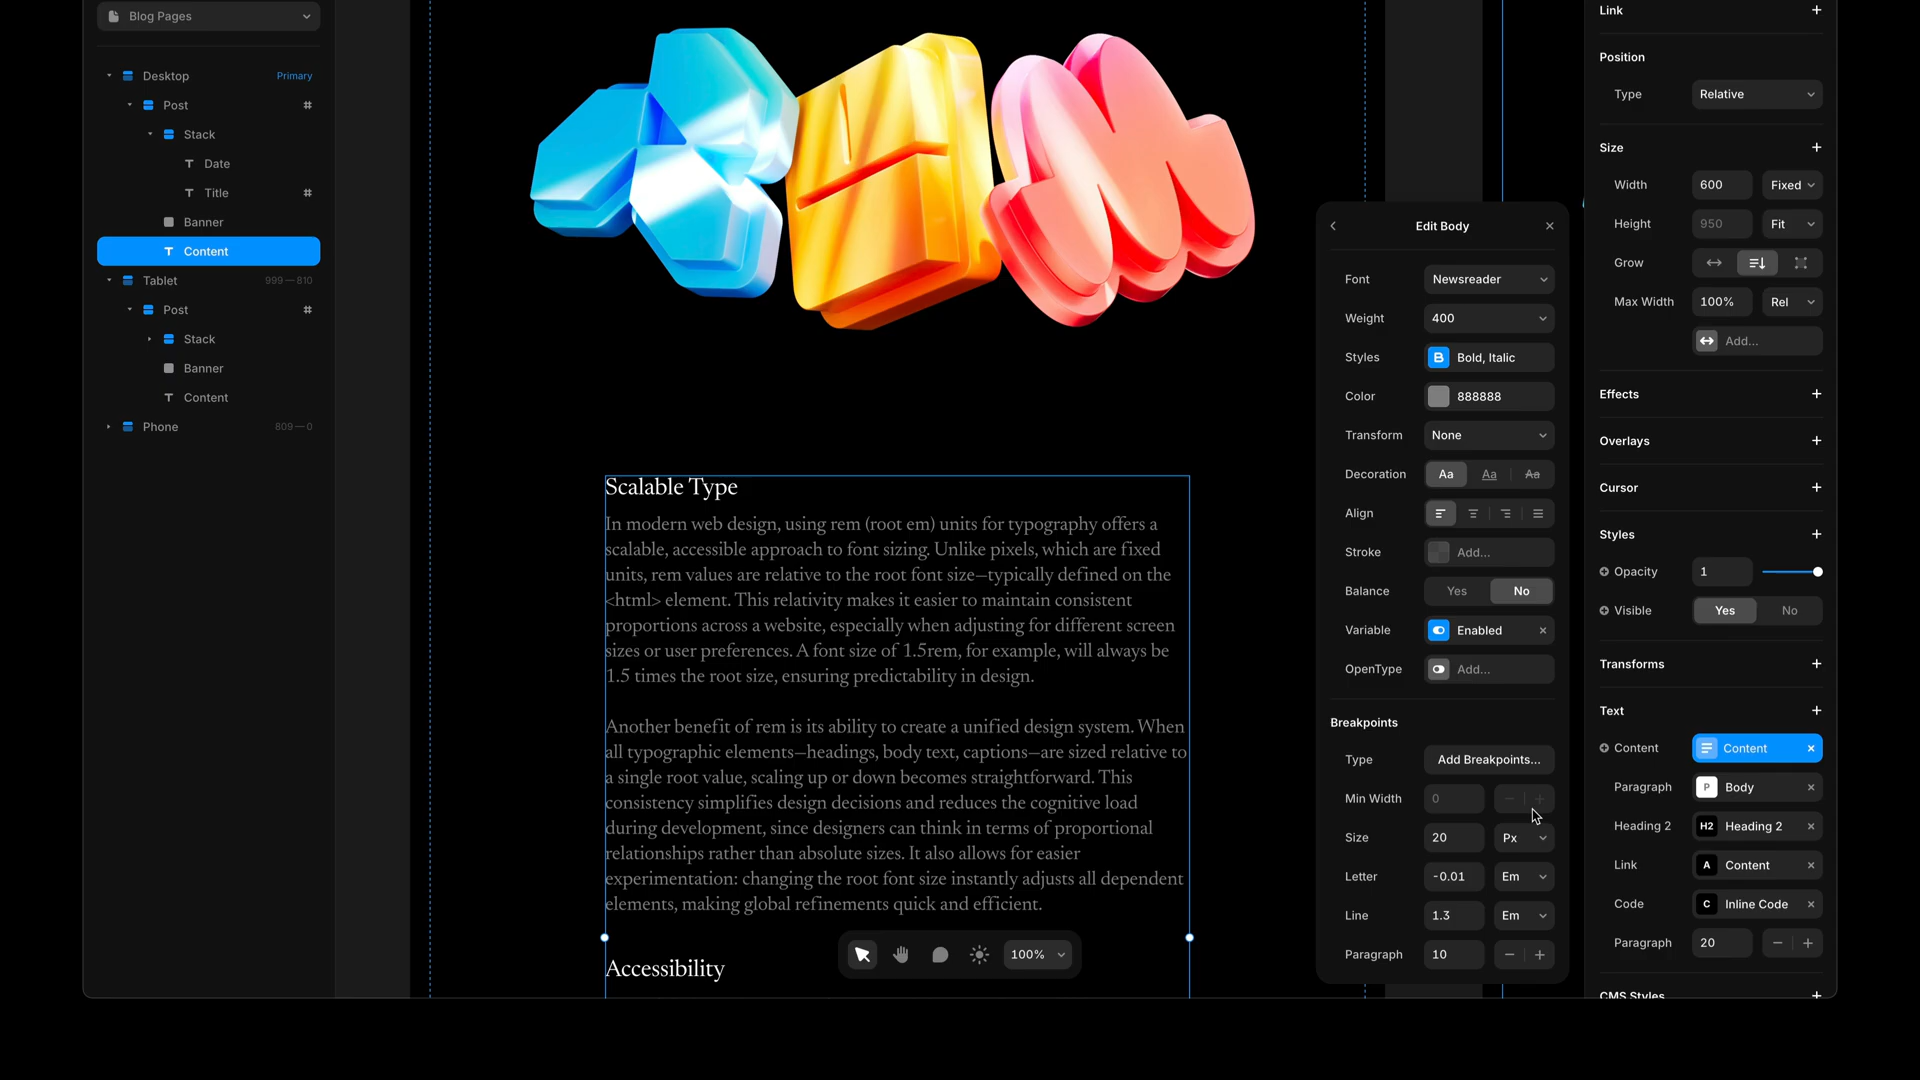 Blog Pages
Desktop
Primary
Post
Stack
Date
Title
Banner
Content
Tablet
999—810
Post
Stack
Banner
Content
Phone
809—0
Scalable Type
In modern web design, using rem (root em) units for typography offers a
scalable, accessible approach to font sizing. Unlike pixels, which are fixed
units, rem values are relative to the root font size—typically defined on the
<html> element. This relativity makes it easier to maintain consistent
proportions across a website, especially when adjusting for different screen
sizes or user preferences. A font size of 1.5rem, for example, will always be
1.5 times the root size, ensuring predictability in design.
Another benefit of rem is its ability to create a unified design system. When
all typographic elements—headings, body text, captions—are sized relative to
a single root value, scaling up or down becomes straightforward. This
consistency simplifies design decisions and reduces the cognitive load
during development, since designers can think in terms of proportional
relationships rather than absolute sizes. It also allows for easier
experimentation: changing the root font size instantly adjusts all dependent
elements, making global refinements quick and efficient.
Accessibility
100%
Edit Body
Font Newsreader
Weight 400
Styles B Bold, Italic
Color 888888
Transform None
Decoration Aa Aa Aa
Align
Stroke Add...
Balance Yes No
Variable Enabled
OpenType Add...
Breakpoints
Type Add Breakpoints...
Min Width 0
Size 20 Px
Letter -0.01 Em
Line 1.3 Em
Paragraph 10
Link
Position
Type Relative
Size
Width 600 Fixed
Height 950 Fit
Grow
Max Width 100% Rel
Add...
Effects
Overlays
Cursor
Styles
Opacity 1
Visible Yes No
Transforms
Text
Content Content
Paragraph P Body
Heading 2 H2 Heading 2
Link A Content
Code C Inline Code
Paragraph 20
CMS Styles